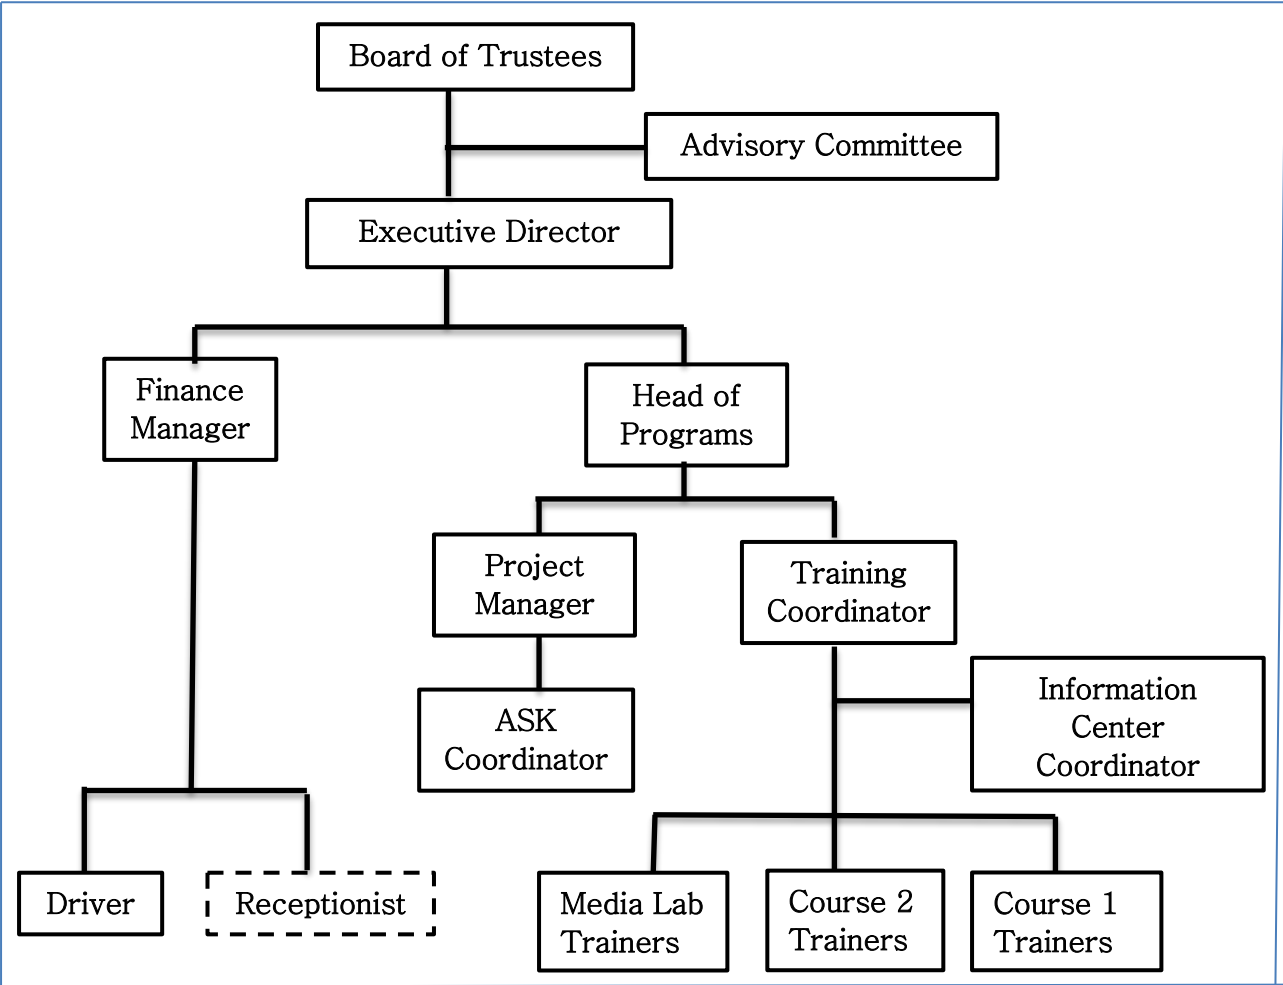 Board of Trustees
Advisory Committee
Executive Director
Finance
Manager
Head of
Programs
Project
Manager
Training
Coordinator
ASK
Coordinator
Information
Center
Coordinator
Driver
Receptionist
Media Lab
Trainers
Course 2
Trainers
Course 1
Trainers